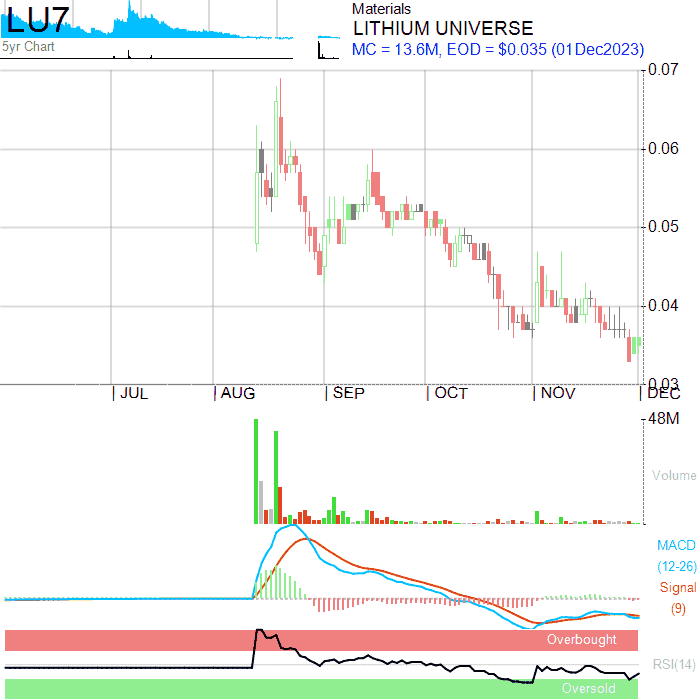 LU7
5yr Chart
Materials
LITHIUM UNIVERSE
MC = 13.6M, EOD = $0.035 (01Dec2023)
0.07
0.06
0.05
0.04
0.03
JUL AUG SEP OCT NOV DEC
48M
Volume
MACD
(12-26)
Signal
(9)
Overbought
RSI(14)
Oversold